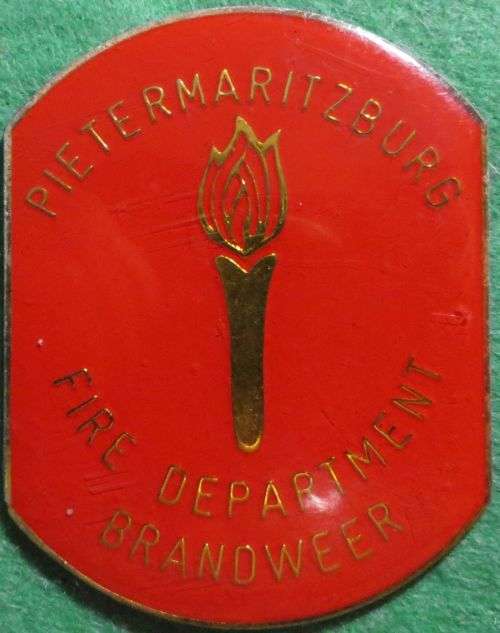 PIETERMARITZBURG
FIRE DEPARTMENT
BRANDWEER